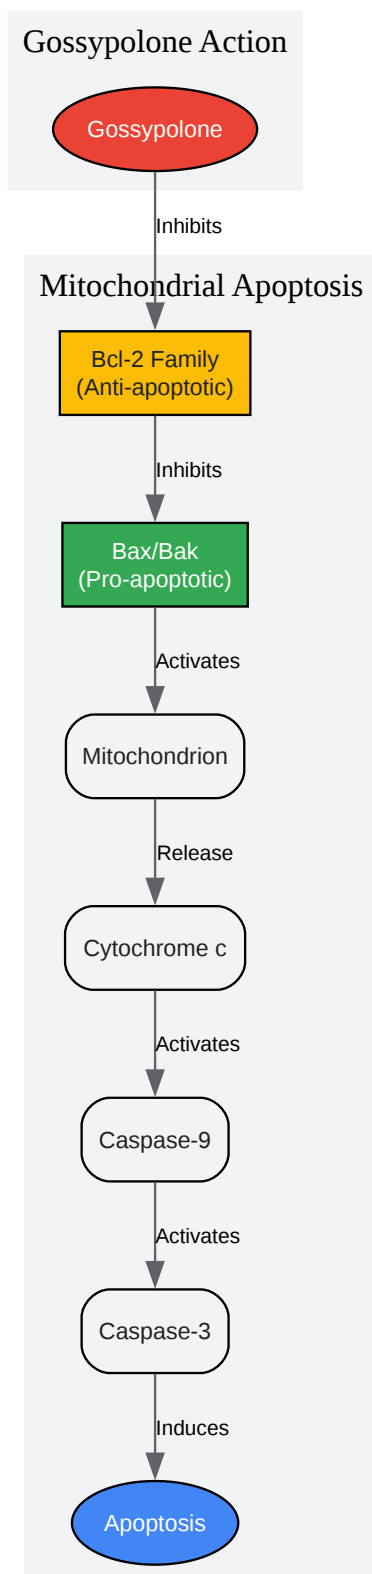 Gossypolone Action
Gossypolone
Inhibits
Mitochondrial Apoptosis
Bcl-2 Family
(Anti-apoptotic)
Inhibits
Bax/Bak
(Pro-apoptotic)
Activates
Mitochondrion
Release
Cytochrome c
Activates
Caspase-9
Activates
Caspase-3
Induces
Apoptosis